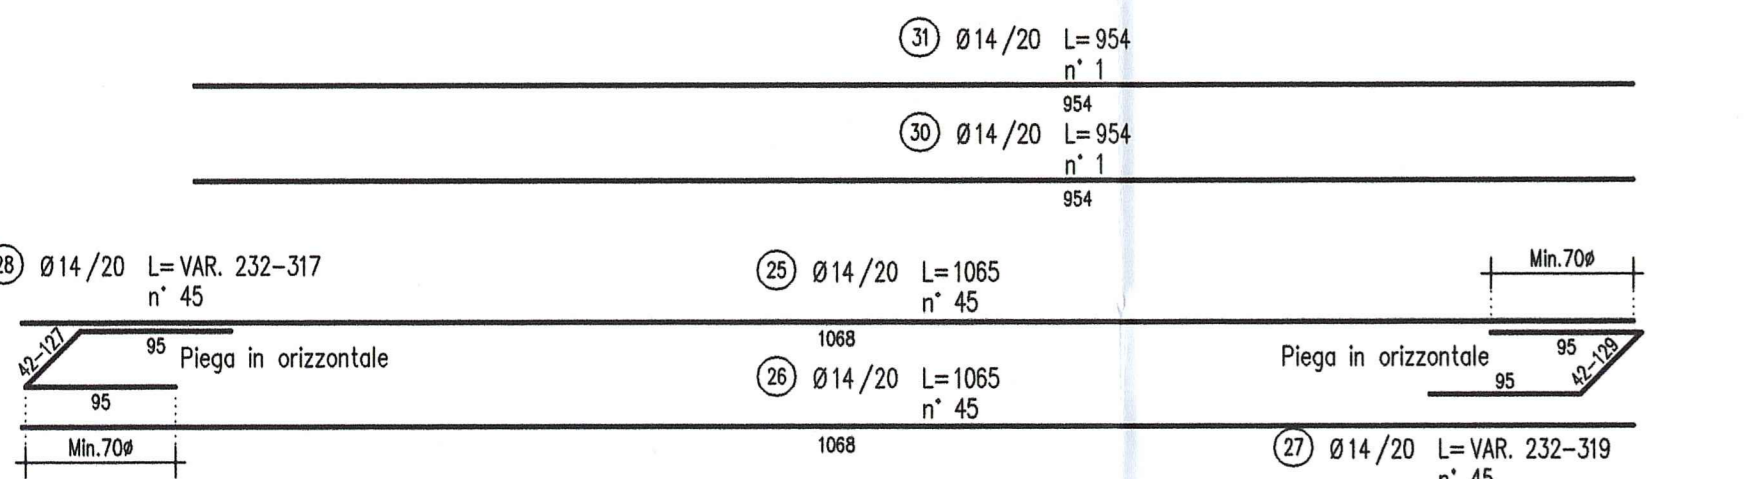 31 Ø14/20 L=954
n° 1
954
30 Ø14/20 L=954
n° 1
954
28 Ø14/20 L=VAR. 232-317
n° 45
25 Ø14/20 L=1065
n° 45
Min.70ø
42-127
95
Piega in orizzontale
1068
Piega in orizzontale
95
42-129
95
95
26 Ø14/20 L=1065
n° 45
Min.70ø
1068
27 Ø14/20 L=VAR. 232-319
n° 45